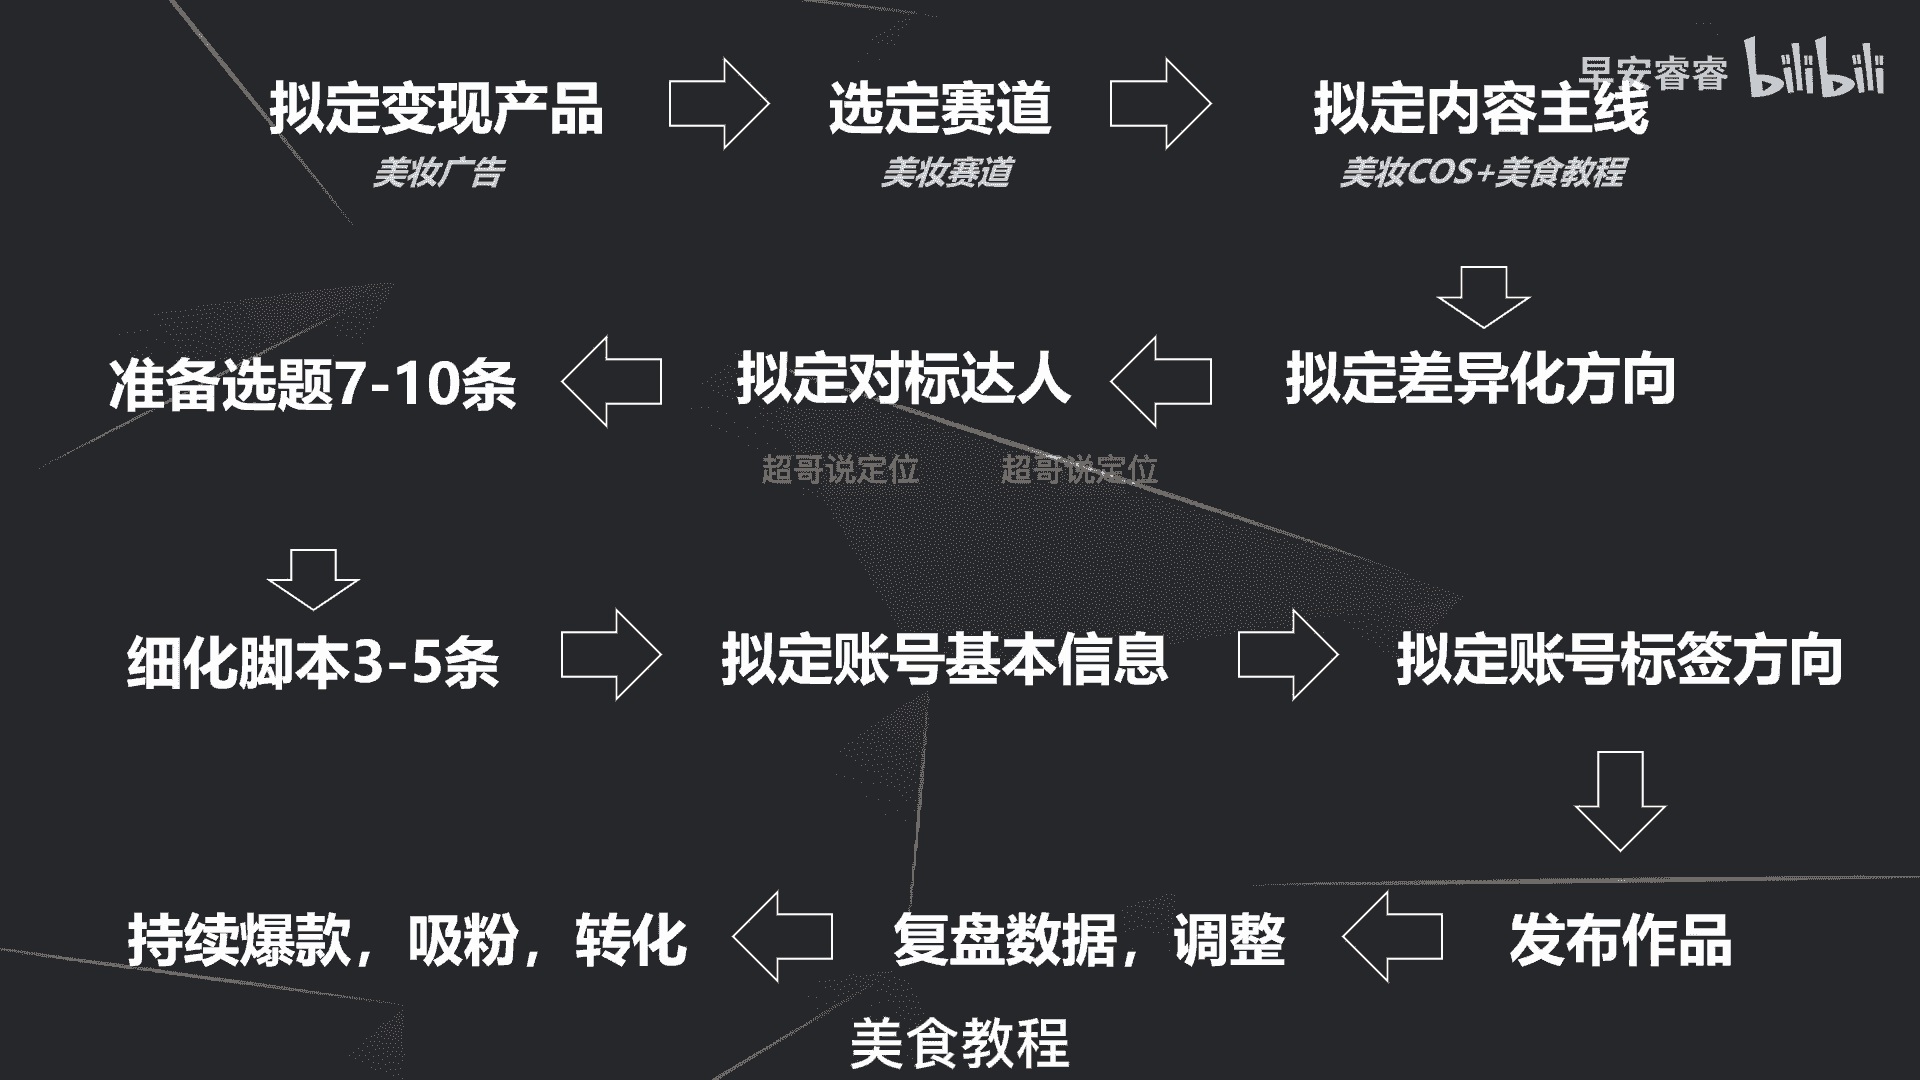 早安睿睿 bilibili
拟定变现产品
选定赛道
拟定内容主线
美妆广告
美妆赛道
美妆COS+美食教程
拟定差异化方向
拟定对标达人
准备选题7-10条
超哥说定位
超哥说定位
细化脚本3-5条
拟定账号基本信息
拟定账号标签方向
发布作品
复盘数据，调整
持续爆款，吸粉，转化
美食教程